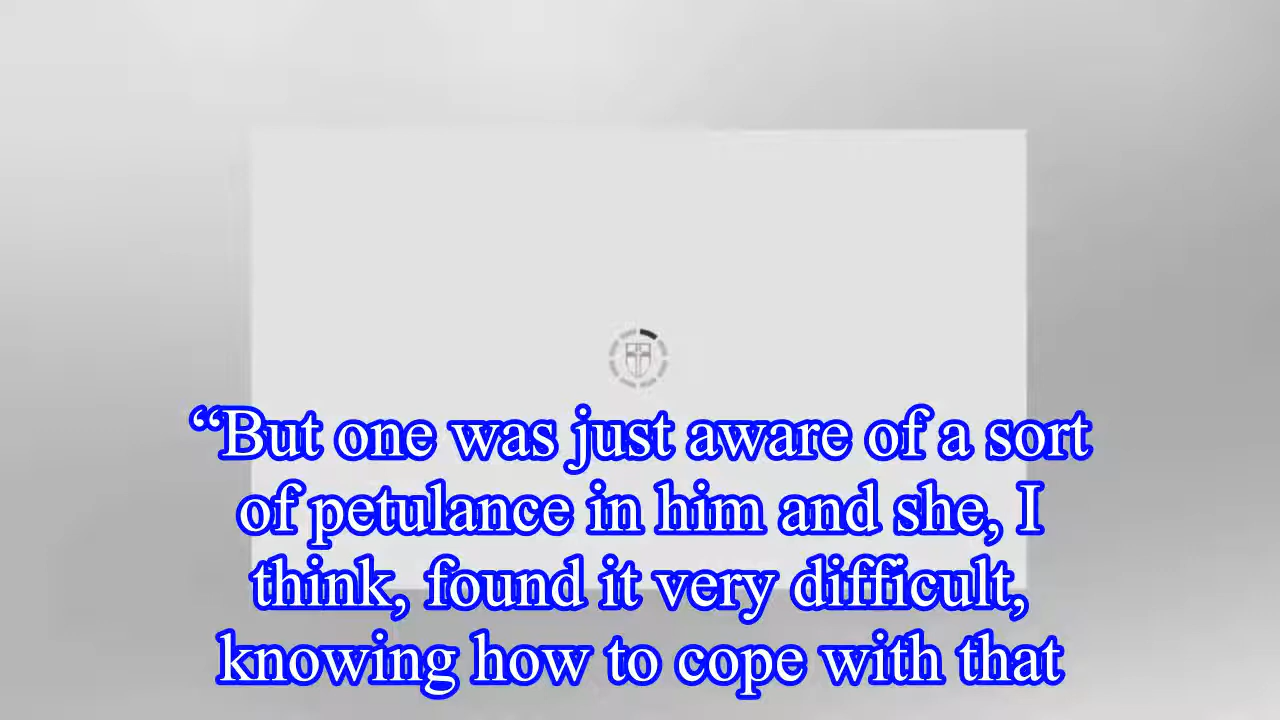 “But one was just aware of a sort
of petulance in him and she, I
think, found it very difficult,
knowing how to cope with that